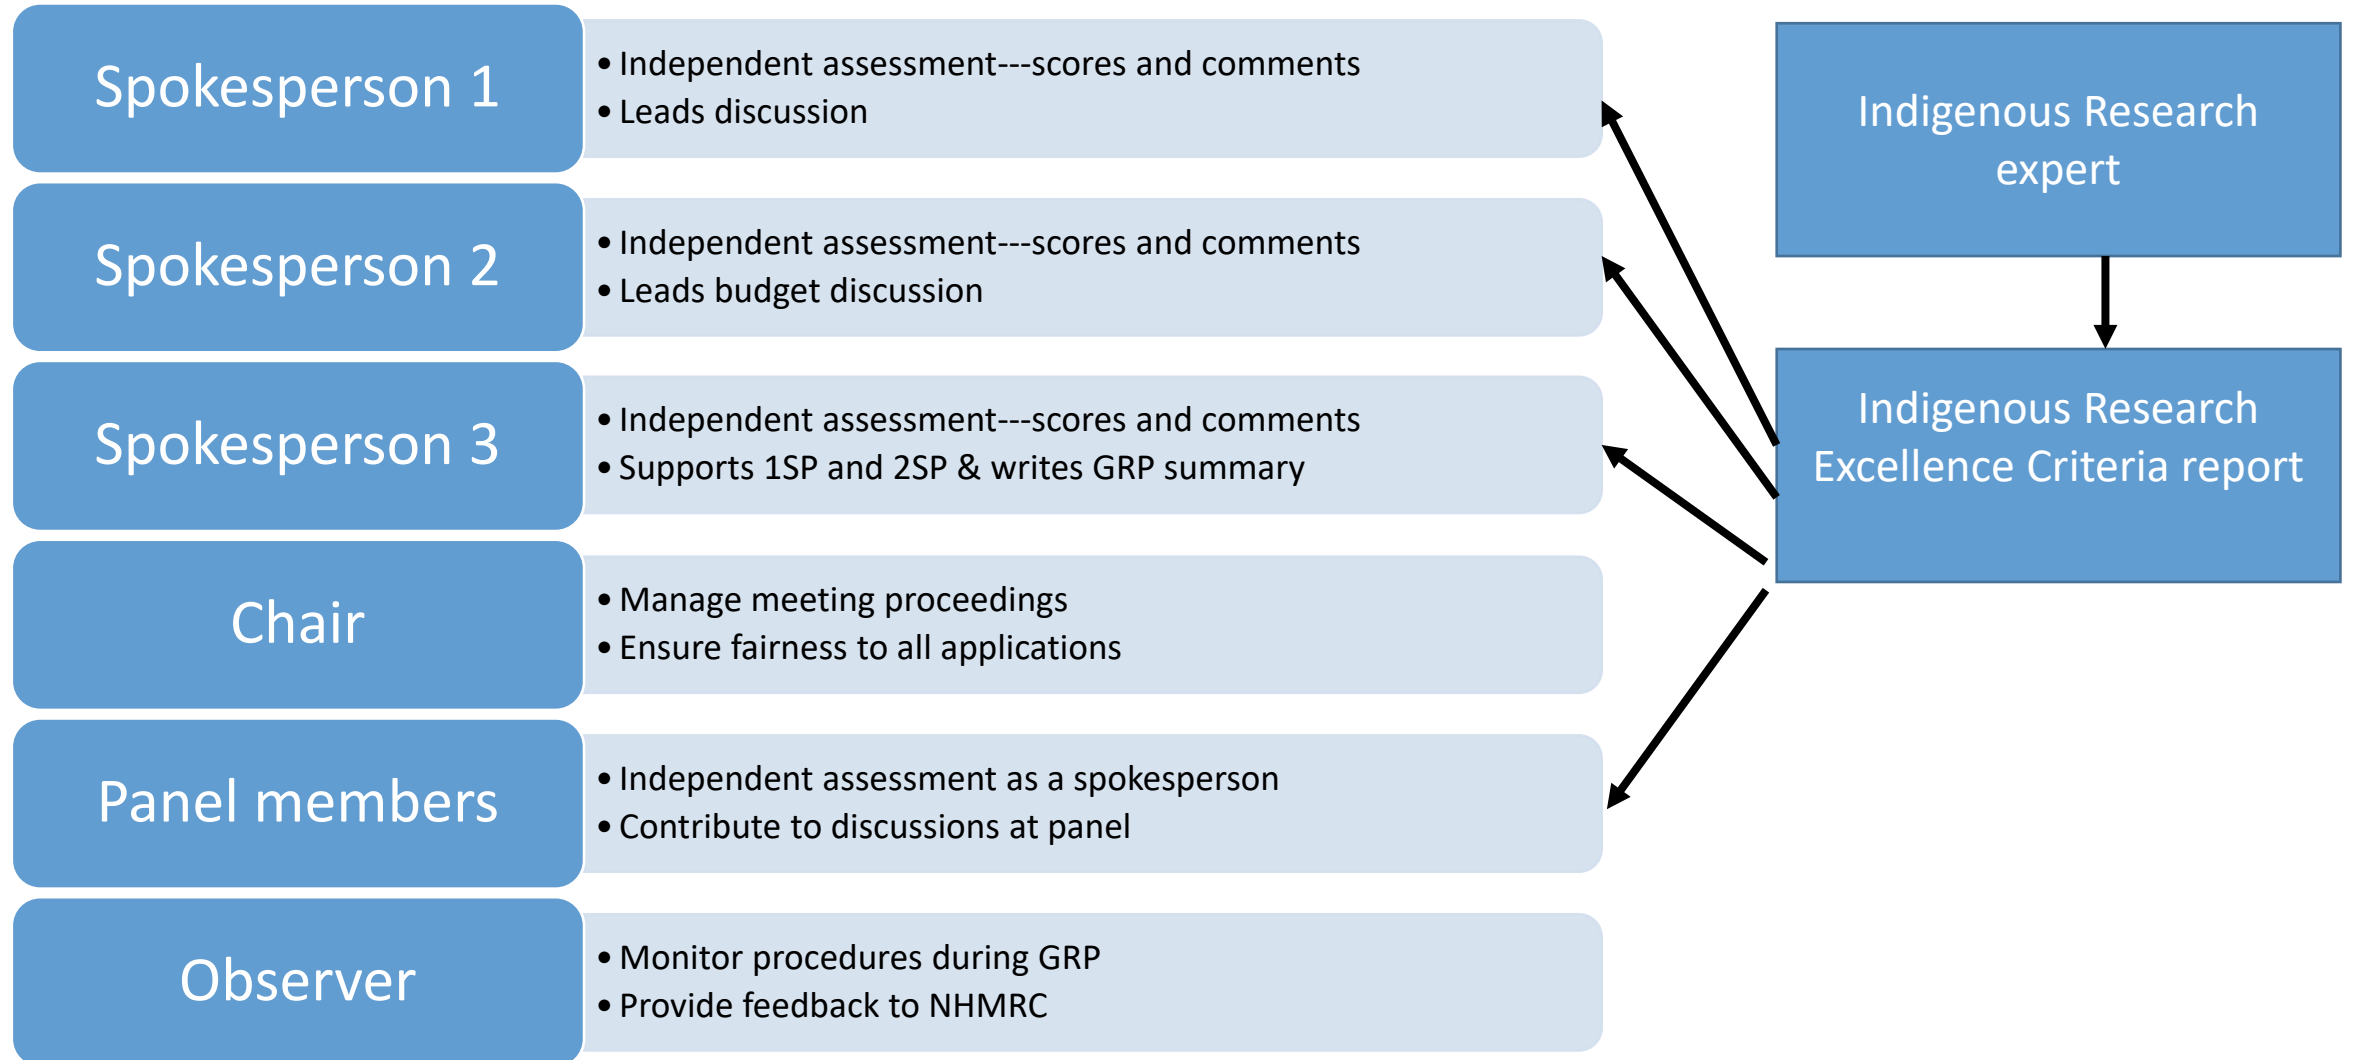 Spokesperson 1
• Independent assessment---scores and comments
• Leads discussion
Spokesperson 2
• Independent assessment---scores and comments
• Leads budget discussion
Spokesperson 3
• Independent assessment---scores and comments
• Supports 1SP and 2SP & writes GRP summary
Chair
• Manage meeting proceedings
• Ensure fairness to all applications
Panel members
• Independent assessment as a spokesperson
• Contribute to discussions at panel
Observer
• Monitor procedures during GRP
• Provide feedback to NHMRC
Indigenous Research
expert
Indigenous Research
Excellence Criteria report